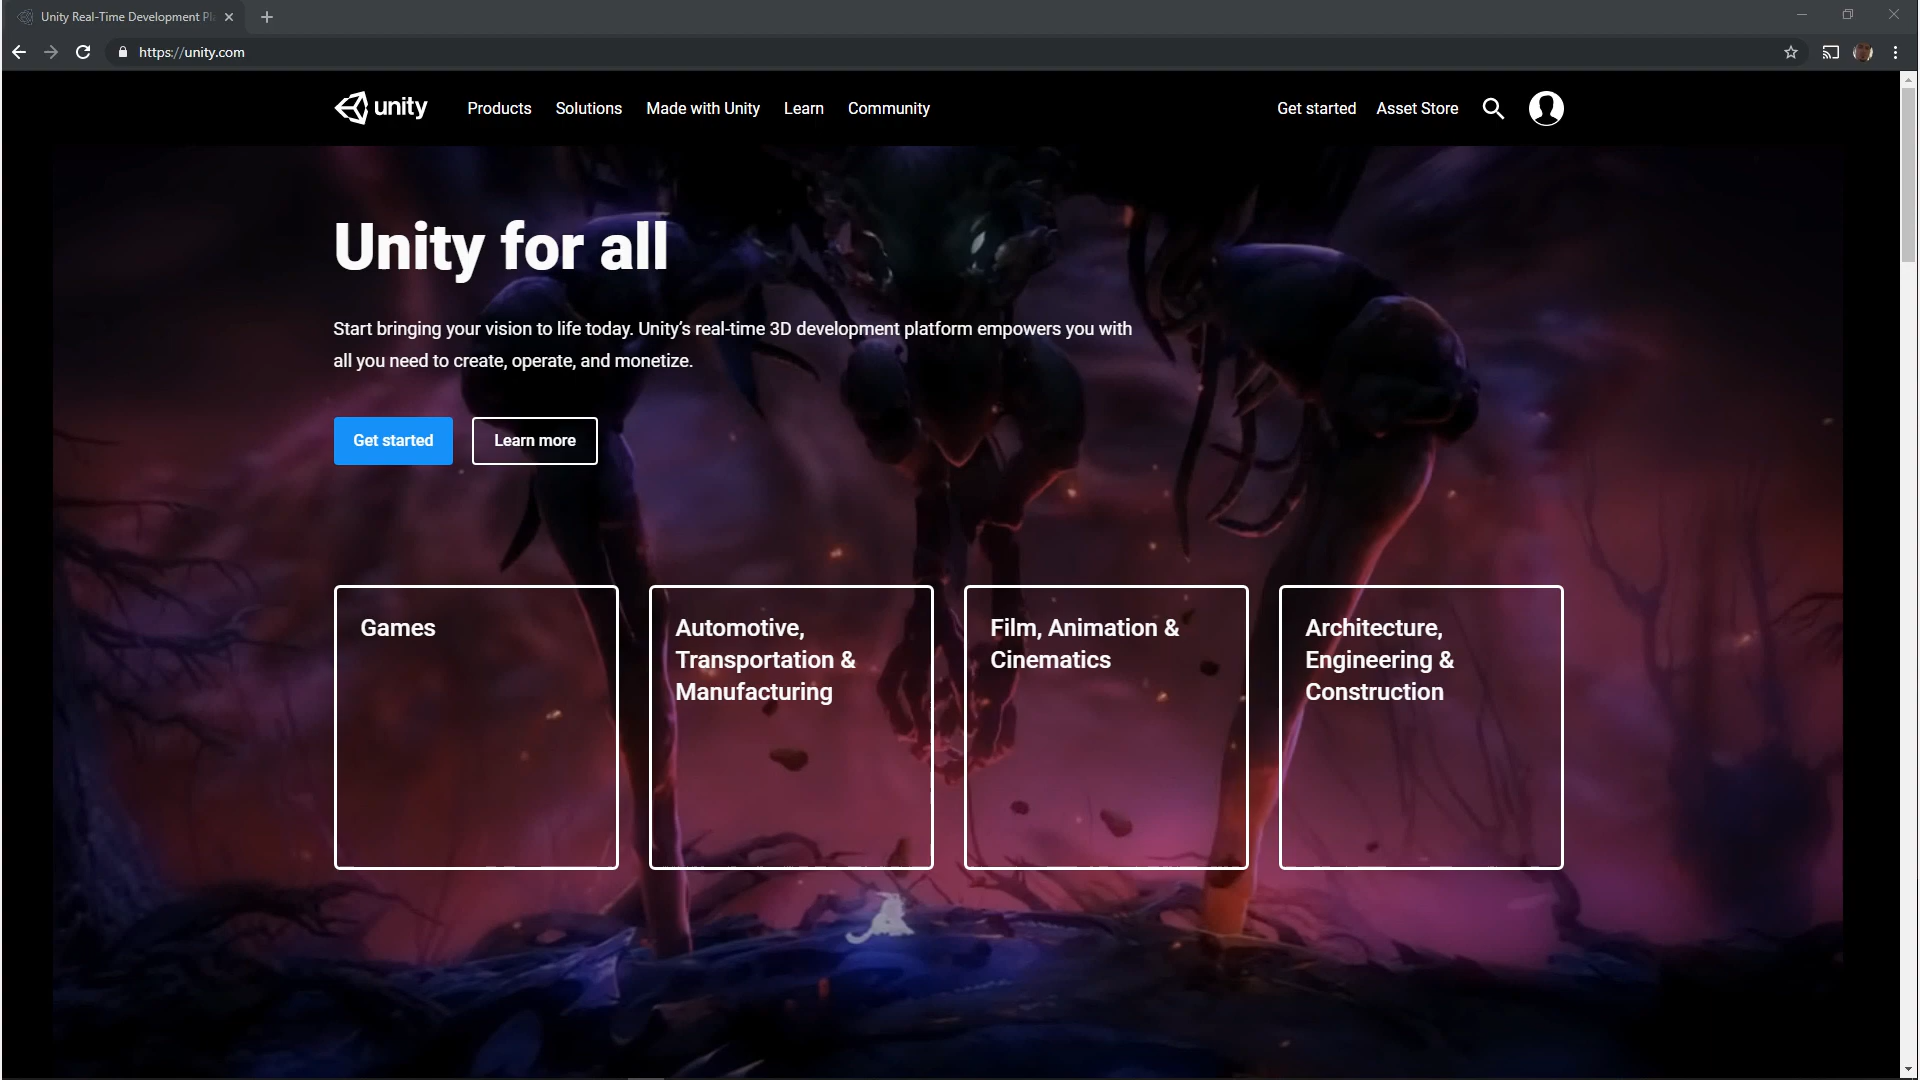 Unity Real-Time Development Pla
https://unity.com
unity
Products
Solutions
Made with Unity
Learn
Community
Get started
Asset Store
Unity for all
Start bringing your vision to life today. Unity’s real-time 3D development platform empowers you with
all you need to create, operate, and monetize.
Get started
Learn more
Games
Automotive,
Transportation &
Manufacturing
Film, Animation &
Cinematics
Architecture,
Engineering &
Construction